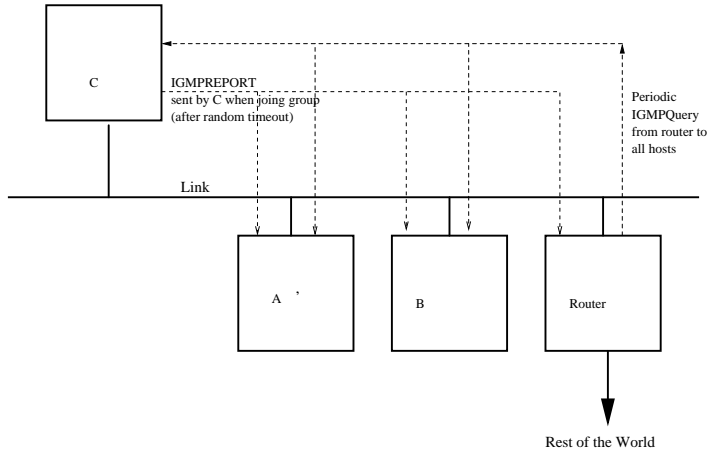 C
IGMPREPORT
sent by C when joing group
(after random timeout)
Periodic
IGMPQuery
from router to
all hosts
Link
A ’
B
Router
Rest of the World